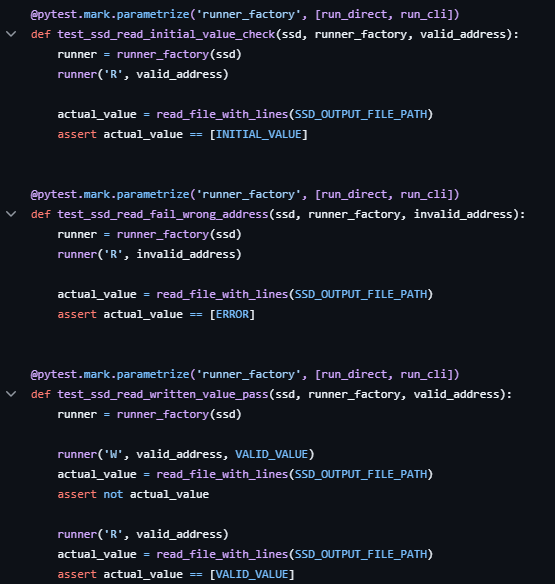 @pytest.mark.parametrize('runner_factory', [run_direct, run_cli])
def test_ssd_read_initial_value_check(ssd, runner_factory, valid_address):
    runner = runner_factory(ssd)
    runner('R', valid_address)

    actual_value = read_file_with_lines(SSD_OUTPUT_FILE_PATH)
    assert actual_value == [INITIAL_VALUE]


@pytest.mark.parametrize('runner_factory', [run_direct, run_cli])
def test_ssd_read_fail_wrong_address(ssd, runner_factory, invalid_address):
    runner = runner_factory(ssd)
    runner('R', invalid_address)

    actual_value = read_file_with_lines(SSD_OUTPUT_FILE_PATH)
    assert actual_value == [ERROR]


@pytest.mark.parametrize('runner_factory', [run_direct, run_cli])
def test_ssd_read_written_value_pass(ssd, runner_factory, valid_address):
    runner = runner_factory(ssd)

    runner('W', valid_address, VALID_VALUE)
    actual_value = read_file_with_lines(SSD_OUTPUT_FILE_PATH)
    assert not actual_value

    runner('R', valid_address)
    actual_value = read_file_with_lines(SSD_OUTPUT_FILE_PATH)
    assert actual_value == [VALID_VALUE]